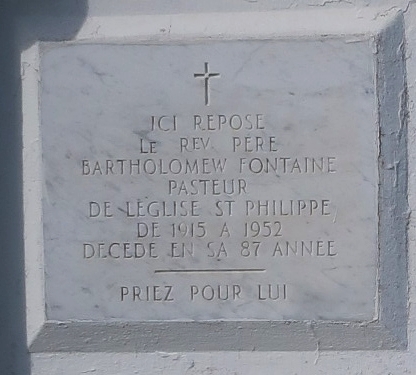 ICI REPOSE
LE REV. PERE
BARTHOLOMEW FONTAINE
PASTEUR
DE L'EGLISE ST PHILIPPE,
DE 1915 A 1952
DECEDE EN SA 87 ANNEE
PRIEZ POUR LUI